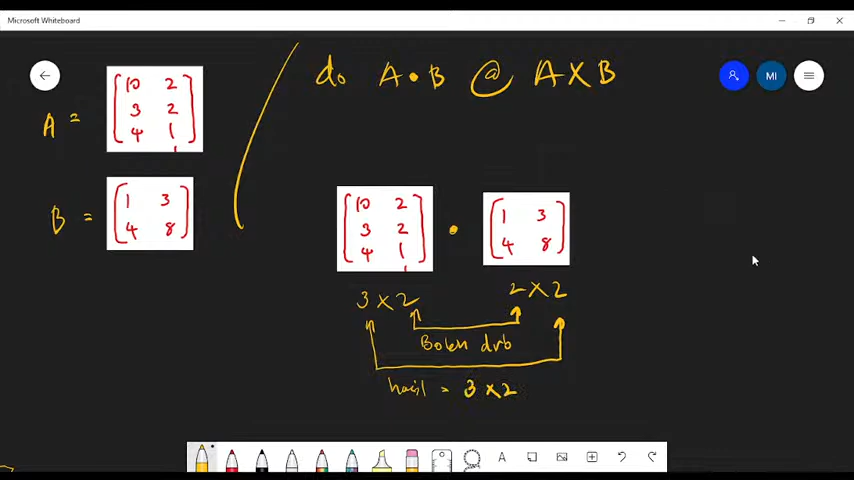 Microsoft Whiteboard
do A • B @ A X B
MI
A = [10 2
3 2
4 1]
B = [1 3
4 8]
[10 2
3 2
4 1] • [1 3
4 8]
3 x 2 2 x 2
Boleh drb
hasil = 3 x 2
A